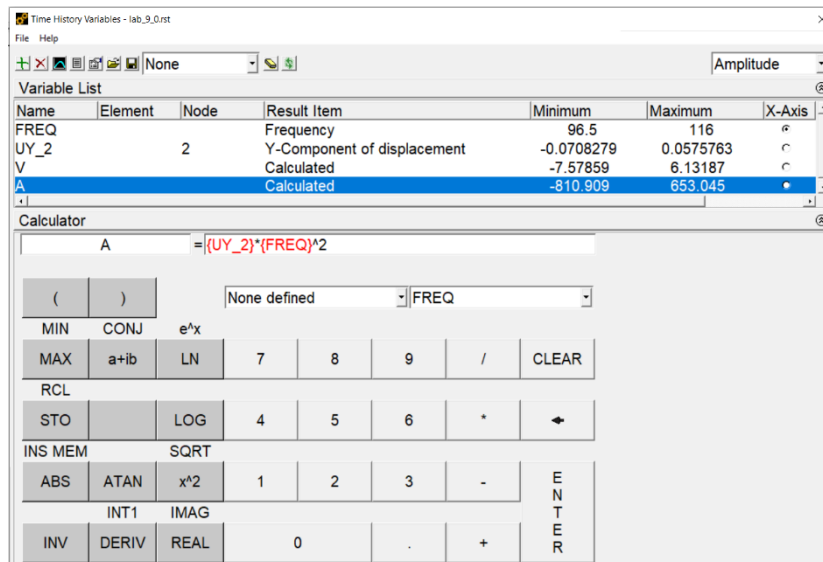 Time History Variables - lab_9_0.rst
File Help
None Amplitude
Variable List
Name Element Node Result Item Minimum Maximum X-Axis
FREQ Frequency 96.5 116
UY_2 2 Y-Component of displacement -0.0708279 0.0575763
V Calculated -7.57859 6.13187
A Calculated -810.909 653.045
Calculator
A = {UY_2}*{FREQ}^2
( ) None defined FREQ
MIN CONJ e^x
MAX a+ib LN 7 8 9 / CLEAR
RCL
STO LOG 4 5 6 *
INS MEM SQRT
ABS ATAN x^2 1 2 3 - ENTER
INT1 IMAG
INV DERIV REAL 0 . +